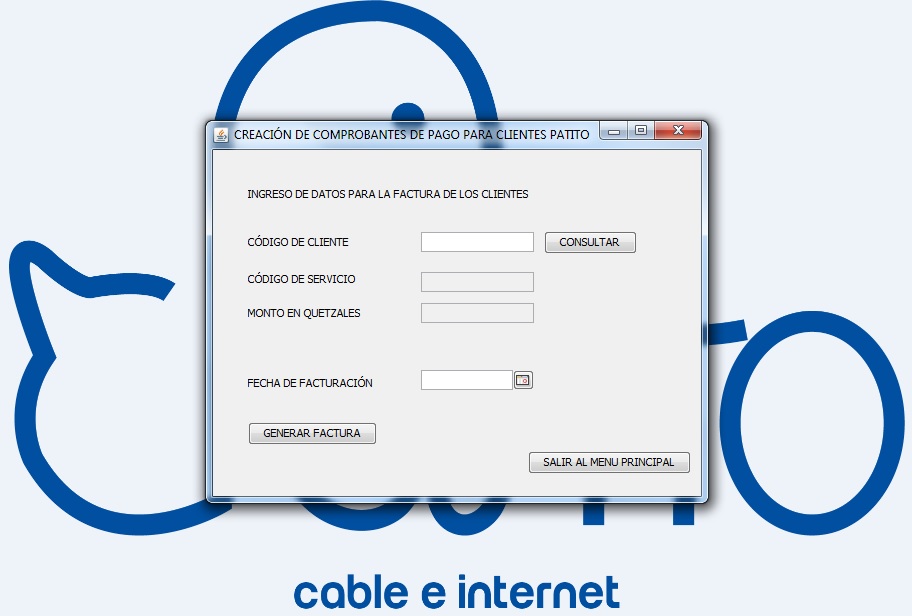 CREACIÓN DE COMPROBANTES DE PAGO PARA CLIENTES PATITO
INGRESO DE DATOS PARA LA FACTURA DE LOS CLIENTES
CÓDIGO DE CLIENTE
CONSULTAR
CÓDIGO DE SERVICIO
MONTO EN QUETZALES
FECHA DE FACTURACIÓN
GENERAR FACTURA
SALIR AL MENU PRINCIPAL
cable e internet